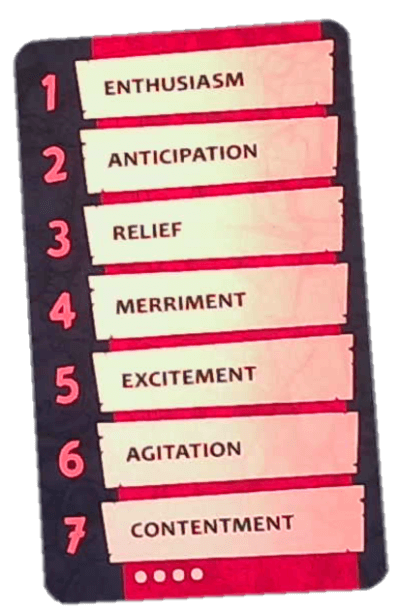 1 ENTHUSIASM
2 ANTICIPATION
3 RELIEF
4 MERRIMENT
5 EXCITEMENT
6 AGITATION
7 CONTENTMENT